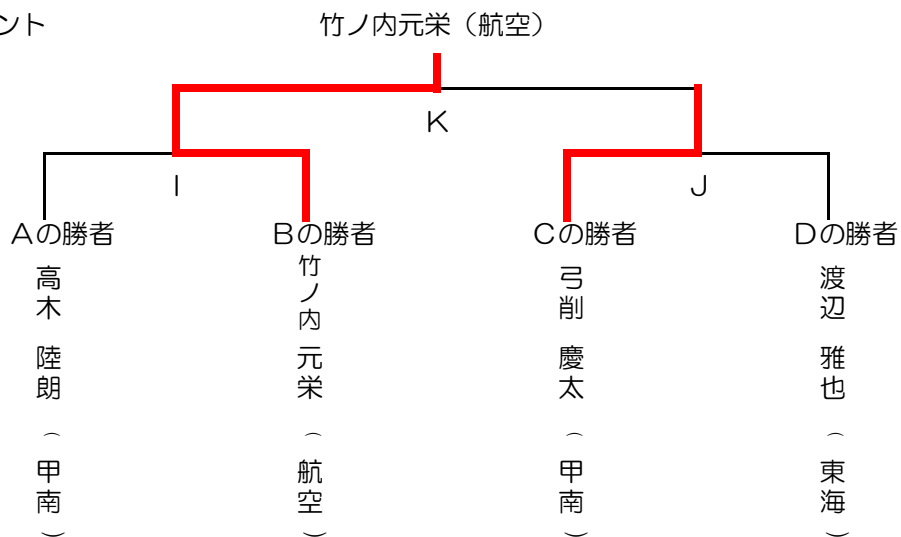 ント
竹ノ内元栄（航空）
K
I
J
Aの勝者
Bの勝者
Cの勝者
Dの勝者
高木 陸朗（甲南）
竹ノ内 元栄（航空）
弓削 慶太（甲南）
渡辺 雅也（東海）